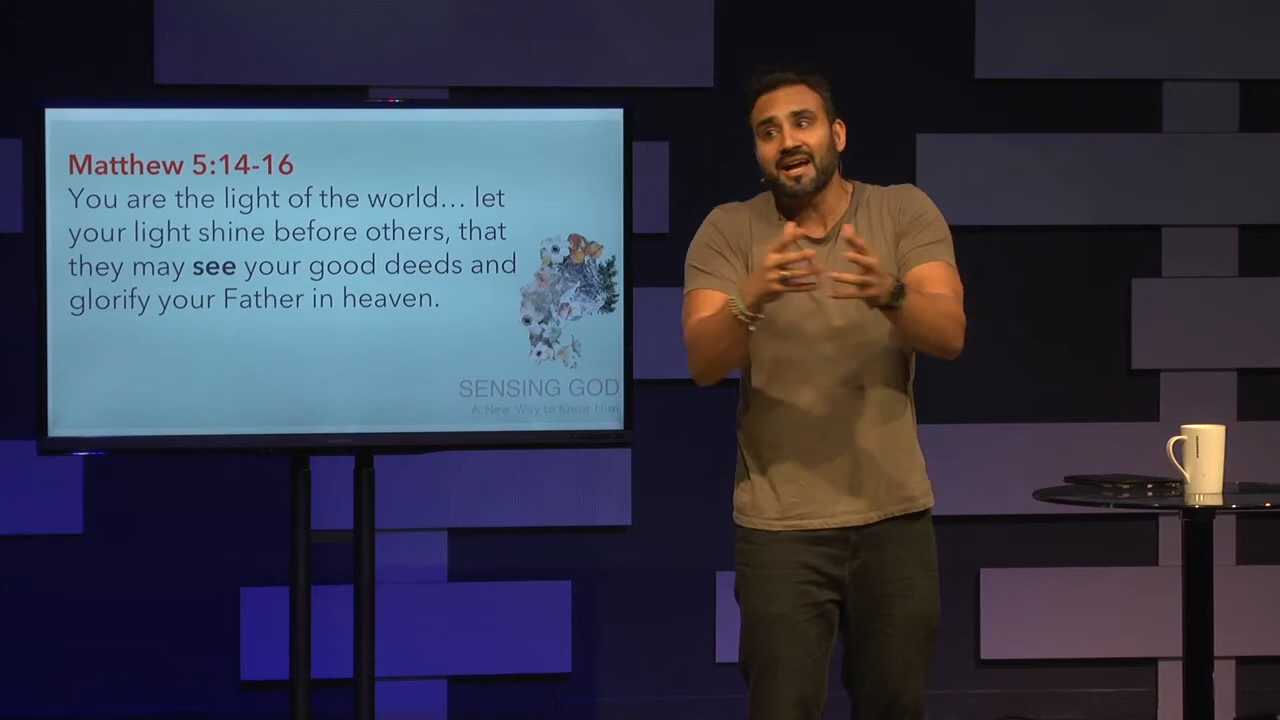 Matthew 5:14-16
You are the light of the world... let
your light shine before others, that
they may see your good deeds and
glorify your Father in heaven.
SENSING GOD
A New Way to Know Him